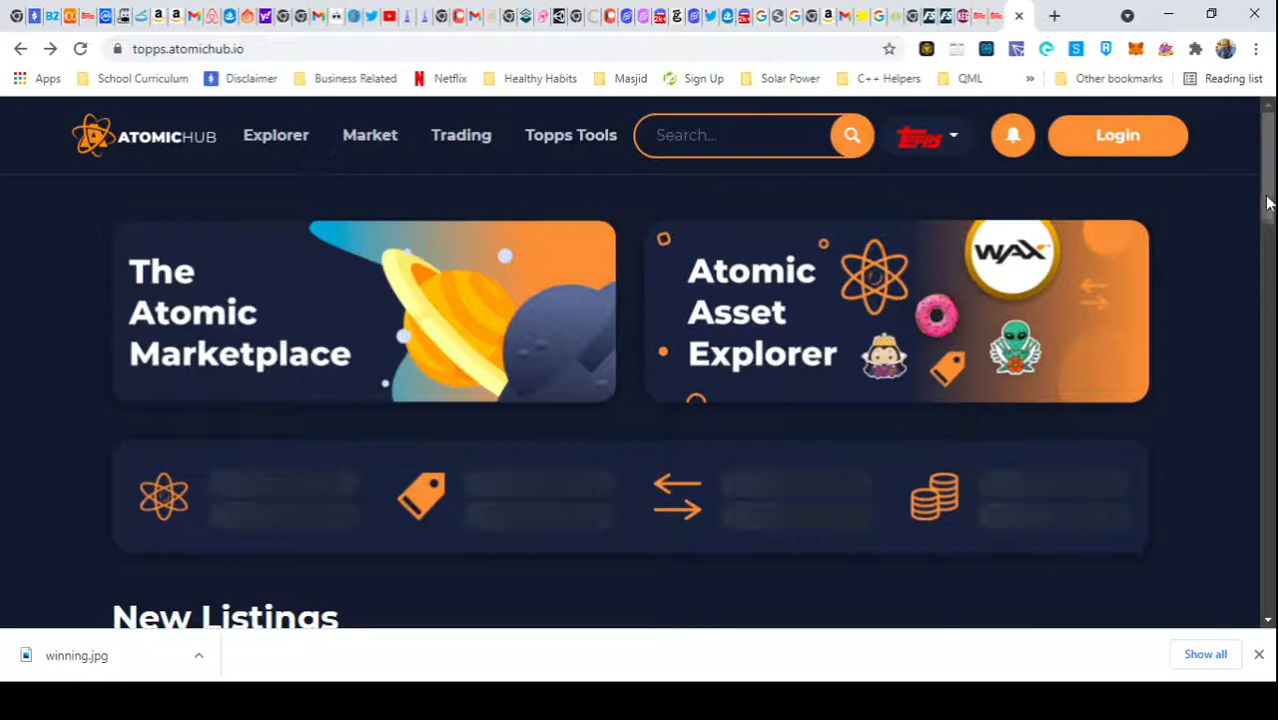 topps.atomichub.io
Apps School Curriculum Disclaimer Business Related Netflix Healthy Habits Masjid Sign Up Solar Power C++ Helpers QML » Other bookmarks Reading list
ATOMICHUB Explorer Market Trading Topps Tools Search... Topps Login
The
Atomic
Marketplace
Atomic
Asset
Explorer
WAX
New Listings
winning.jpg Show all